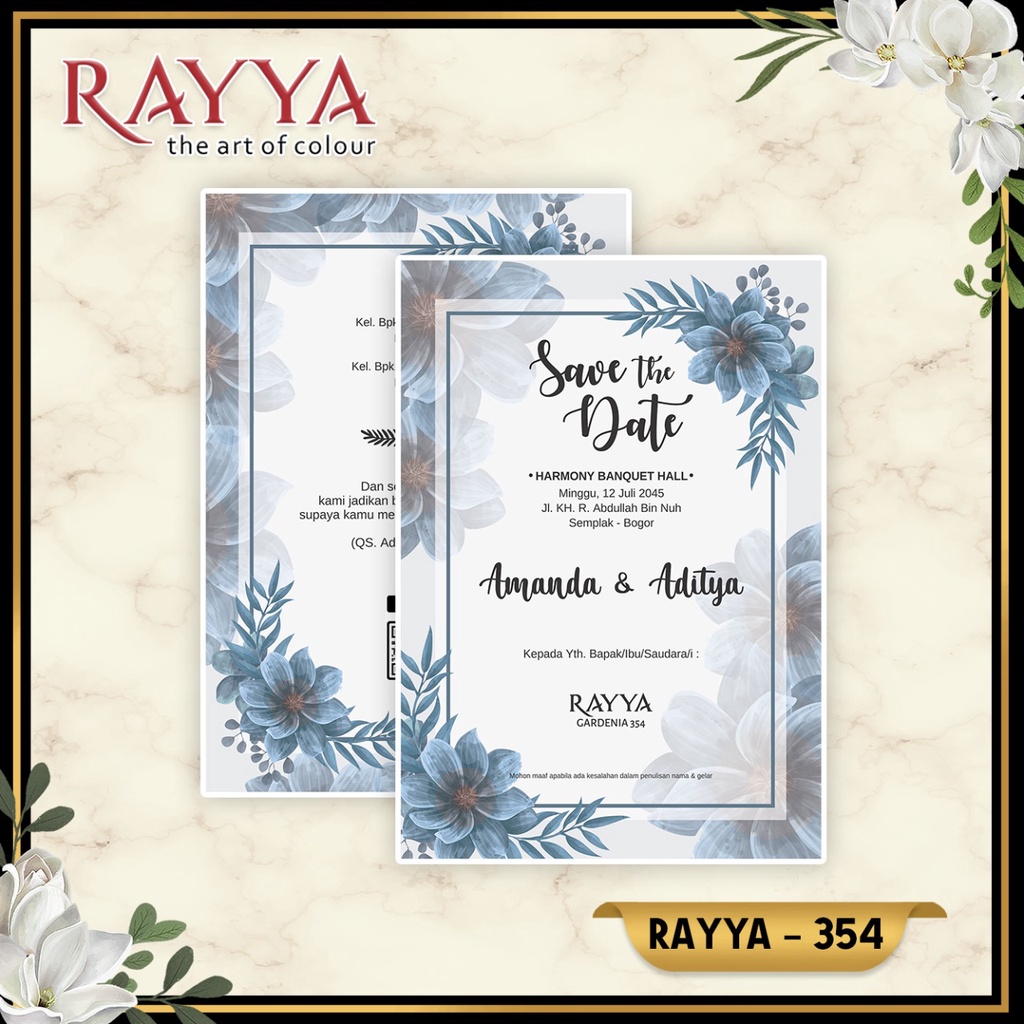 RAYYA
the art of colour
Kel. Bpk
Kel. Bpk
Dan se
kami jadikan b
supaya kamu me
(QS. Ad
Save the
Date
• HARMONY BANQUET HALL •
Minggu, 12 Juli 2045
Jl. KH. R. Abdullah Bin Nuh
Semplak - Bogor
Amanda & Aditya
Kepada Yth. Bapak/Ibu/Saudara/i :
RAYYA
GARDENIA 354
Mohon maaf apabila ada kesalahan dalam penulisan nama & gelar
RAYYA - 354